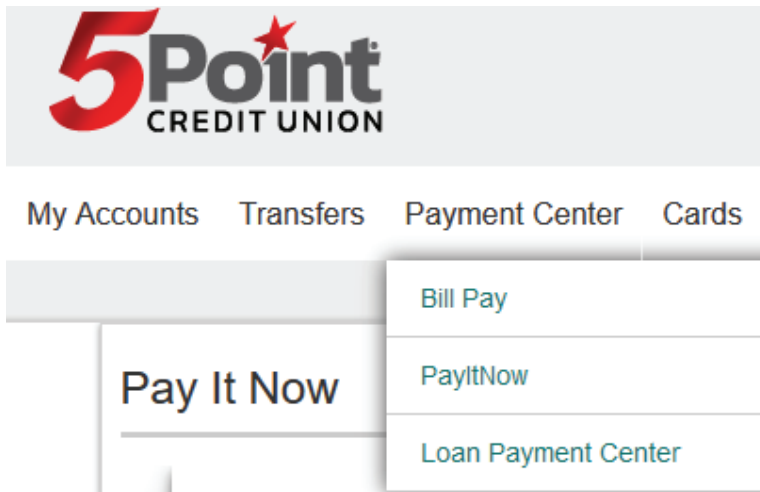 5Point
CREDIT UNION
My Accounts Transfers Payment Center Cards
Bill Pay
Pay It Now
PayItNow
Loan Payment Center